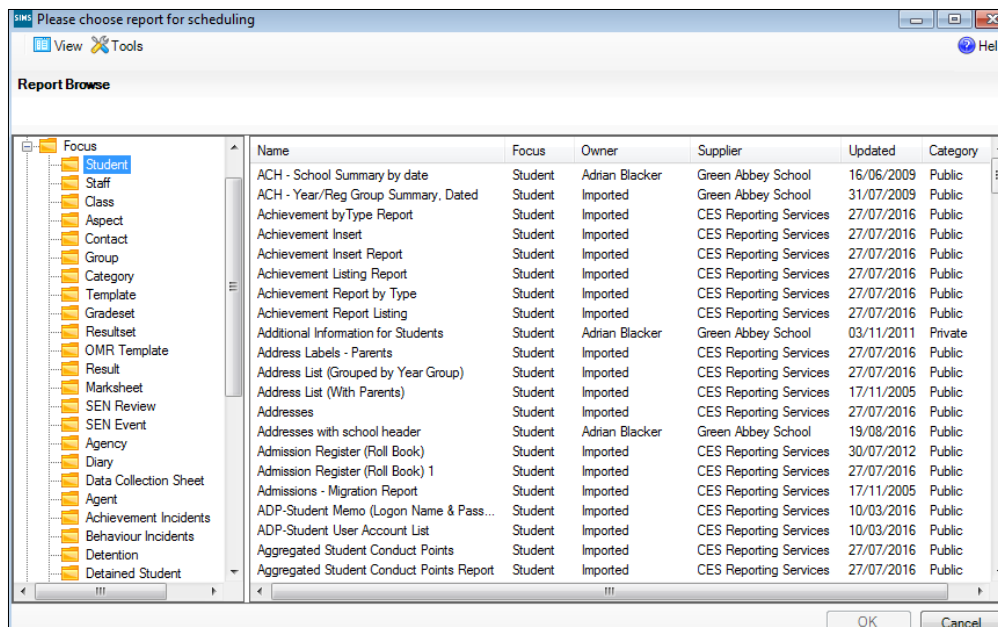 SIMS Please choose report for scheduling
View Tools Hel
Report Browse
Focus
Student
Staff
Class
Aspect
Contact
Group
Category
Template
Gradeset
Resultset
OMR Template
Result
Marksheet
SEN Review
SEN Event
Agency
Diary
Data Collection Sheet
Agent
Achievement Incidents
Behaviour Incidents
Detention
Detained Student
Name Focus Owner Supplier Updated Category
ACH - School Summary by date Student Adrian Blacker Green Abbey School 16/06/2009 Public
ACH - Year/Reg Group Summary, Dated Student Imported Green Abbey School 31/07/2009 Public
Achievement byType Report Student Imported CES Reporting Services 27/07/2016 Public
Achievement Insert Student Imported CES Reporting Services 27/07/2016 Public
Achievement Insert Report Student Imported CES Reporting Services 27/07/2016 Public
Achievement Listing Report Student Imported CES Reporting Services 27/07/2016 Public
Achievement Report by Type Student Imported CES Reporting Services 27/07/2016 Public
Achievement Report Listing Student Imported CES Reporting Services 27/07/2016 Public
Additional Information for Students Student Adrian Blacker Green Abbey School 03/11/2011 Private
Address Labels - Parents Student Imported CES Reporting Services 27/07/2016 Public
Address List (Grouped by Year Group) Student Imported CES Reporting Services 27/07/2016 Public
Address List (With Parents) Student Imported CES Reporting Services 17/11/2005 Public
Addresses Student Imported CES Reporting Services 27/07/2016 Public
Addresses with school header Student Adrian Blacker Green Abbey School 19/08/2016 Public
Admission Register (Roll Book) Student Imported CES Reporting Services 30/07/2012 Public
Admission Register (Roll Book) 1 Student Imported CES Reporting Services 27/07/2016 Public
Admissions - Migration Report Student Imported CES Reporting Services 17/11/2005 Public
ADP-Student Memo (Logon Name & Pass... Student Imported CES Reporting Services 10/03/2016 Public
ADP-Student User Account List Student Imported CES Reporting Services 10/03/2016 Public
Aggregated Student Conduct Points Student Imported CES Reporting Services 27/07/2016 Public
Aggregated Student Conduct Points Report Student Imported CES Reporting Services 27/07/2016 Public
OK Cancel